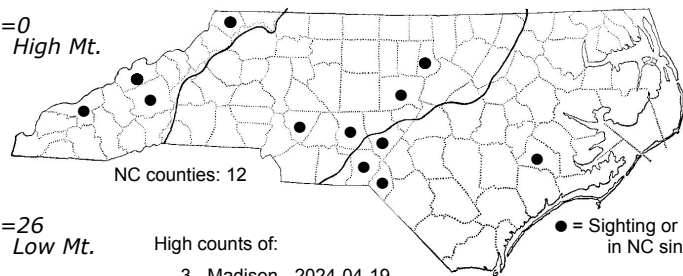 =0
High Mt.
NC counties: 12
=26
Low Mt.
High counts of:
● = Sighting or
in NC sin
3 - Madison - 2024-04-19